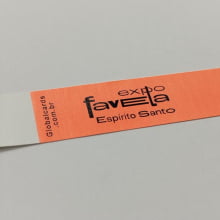 Globalcards
.com.br
expo
favela
Espírito Santo